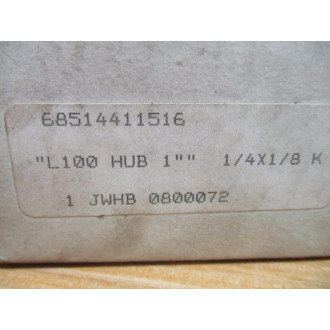 68514411516
"L100 HUB 1"" 1/4X1/8 K
1 JWHB 0800072